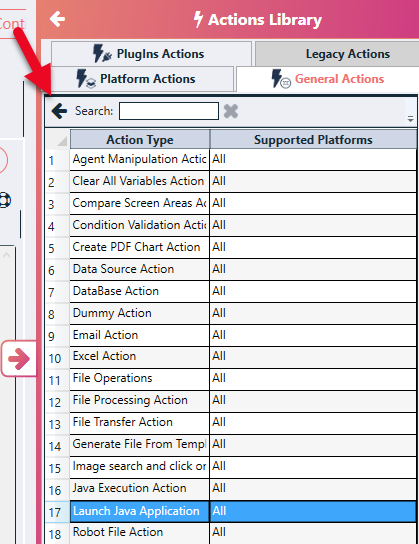 Cont
Actions Library
PlugIns Actions
Legacy Actions
Platform Actions
General Actions
Search:
Action Type Supported Platforms
1 Agent Manipulation Actic All
2 Clear All Variables Action All
3 Compare Screen Areas Ac All
4 Condition Validation Actic All
5 Create PDF Chart Action All
6 Data Source Action All
7 DataBase Action All
8 Dummy Action All
9 Email Action All
10 Excel Action All
11 File Operations All
12 File Processing Action All
13 File Transfer Action All
14 Generate File From Templ All
15 Image search and click or All
16 Java Execution Action All
17 Launch Java Application All
18 Robot File Action All